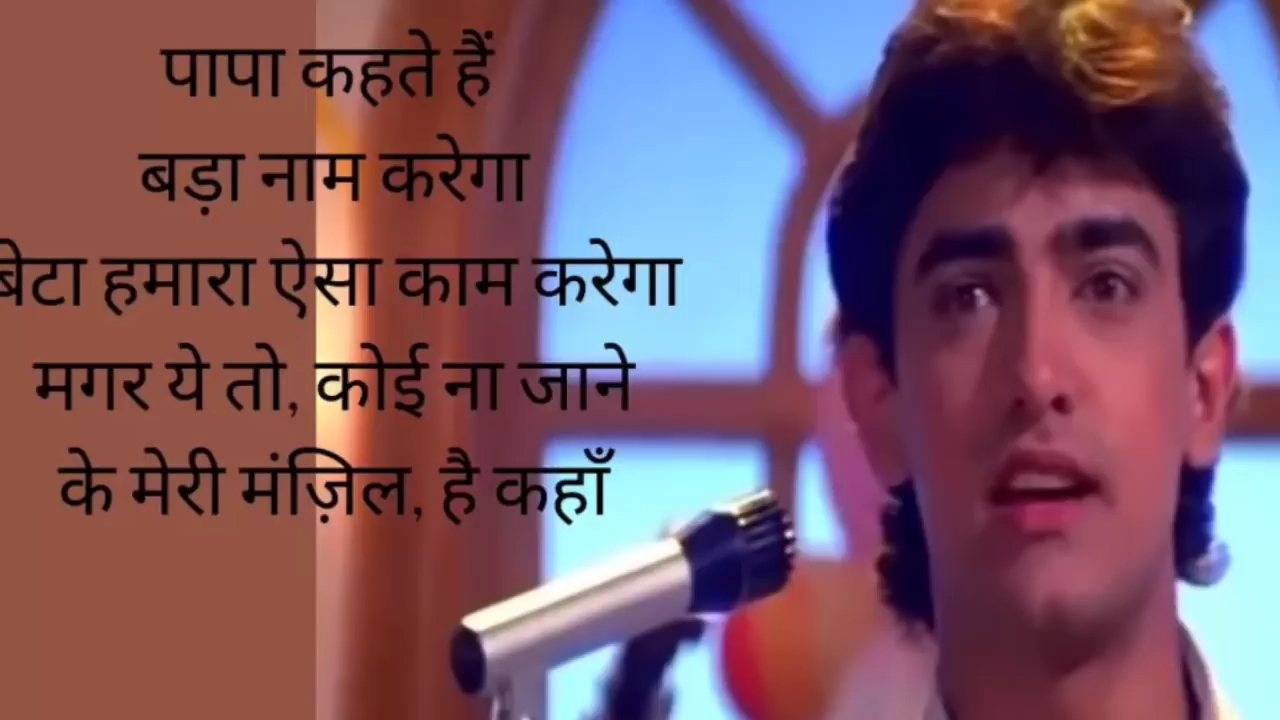 पापा कहते हैं
बड़ा नाम करेगा
बेटा हमारा ऐसा काम करेगा
मगर ये तो, कोई ना जाने
के मेरी मंज़िल, है कहाँ